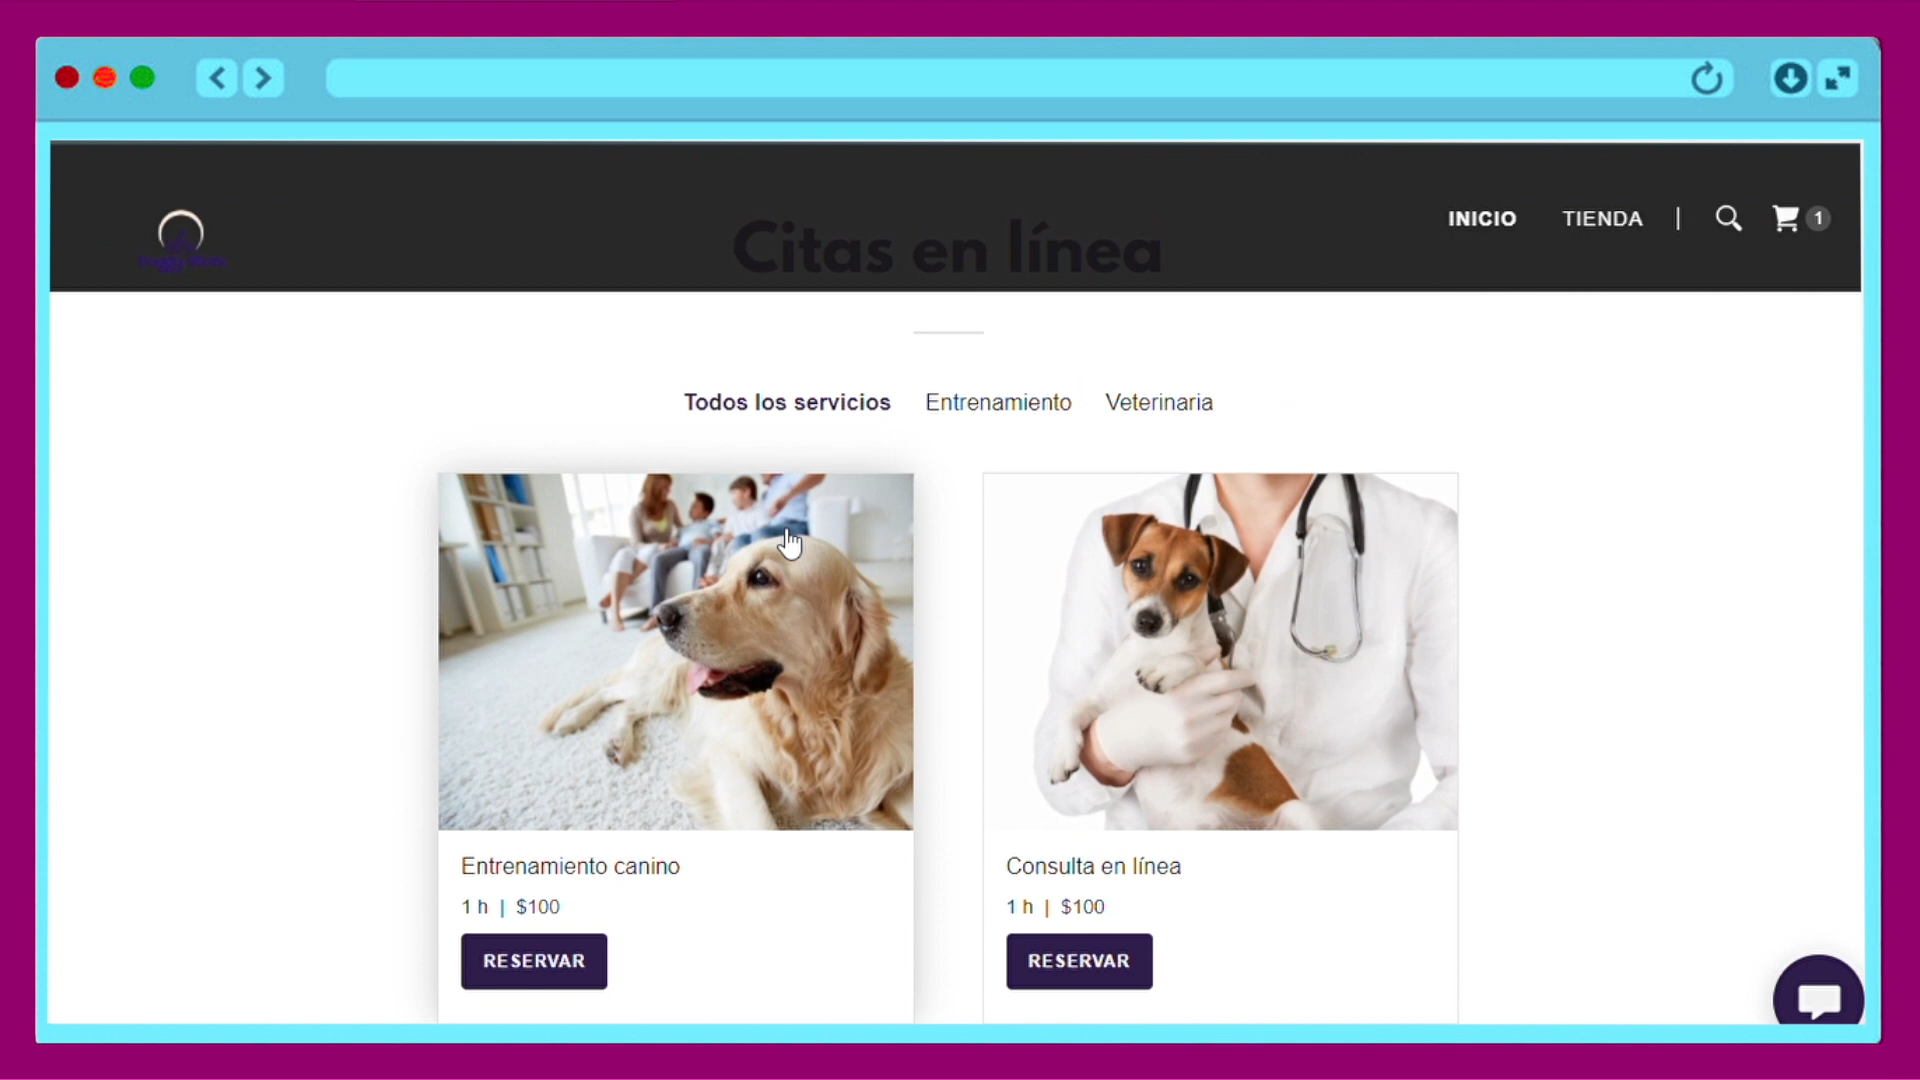 INICIO TIENDA | 1
Citas en línea
Todos los servicios Entrenamiento Veterinaria
Entrenamiento canino
1 h | $100
RESERVAR
Consulta en línea
1 h | $100
RESERVAR